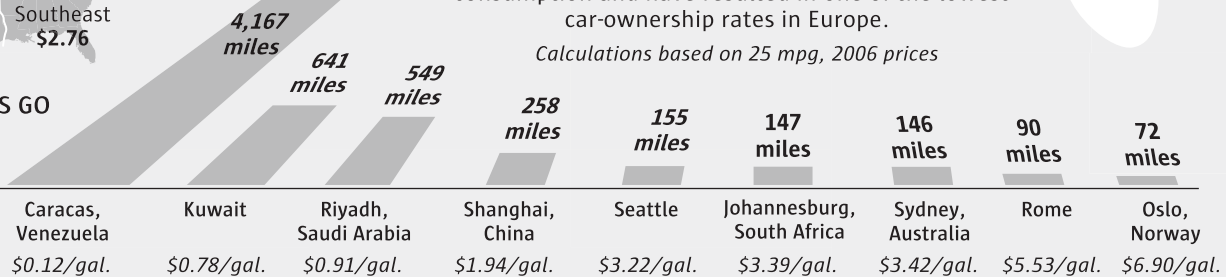 Southeast
$2.76
car-ownership rates in Europe.
Calculations based on 25 mpg, 2006 prices
S GO
4,167
miles
641
miles
549
miles
258
miles
155
miles
147
miles
146
miles
90
miles
72
miles
Caracas,
Venezuela
$0.12/gal.
Kuwait
$0.78/gal.
Riyadh,
Saudi Arabia
$0.91/gal.
Shanghai,
China
$1.94/gal.
Seattle
$3.22/gal.
Johannesburg,
South Africa
$3.39/gal.
Sydney,
Australia
$3.42/gal.
Rome
$5.53/gal.
Oslo,
Norway
$6.90/gal.